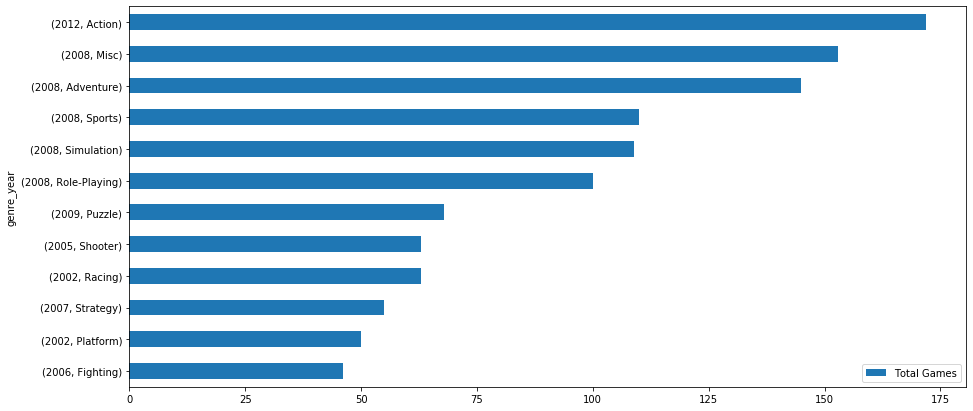 (2012, Action)
(2008, Misc)
(2008, Adventure)
(2008, Sports)
(2008, Simulation)
(2008, Role-Playing)
(2009, Puzzle)
(2005, Shooter)
(2002, Racing)
(2007, Strategy)
(2002, Platform)
(2006, Fighting)
genre_year
0 25 50 75 100 125 150 175
Total Games